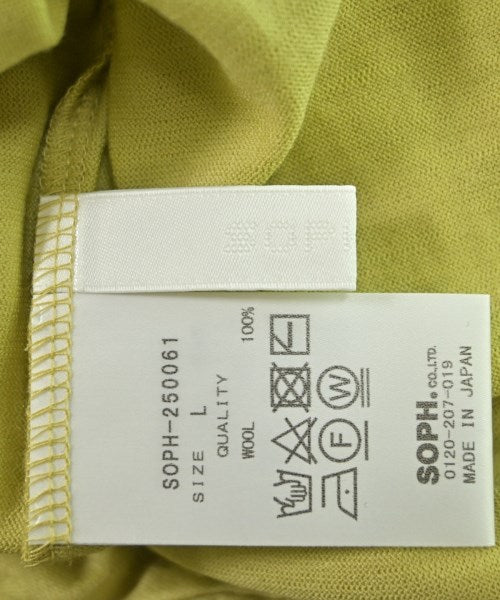 SOPH-250061
SIZE L
QUALITY
WOOL 100%
F W
SOPH. CO.,LTD.
0120-207-019
MADE IN JAPAN